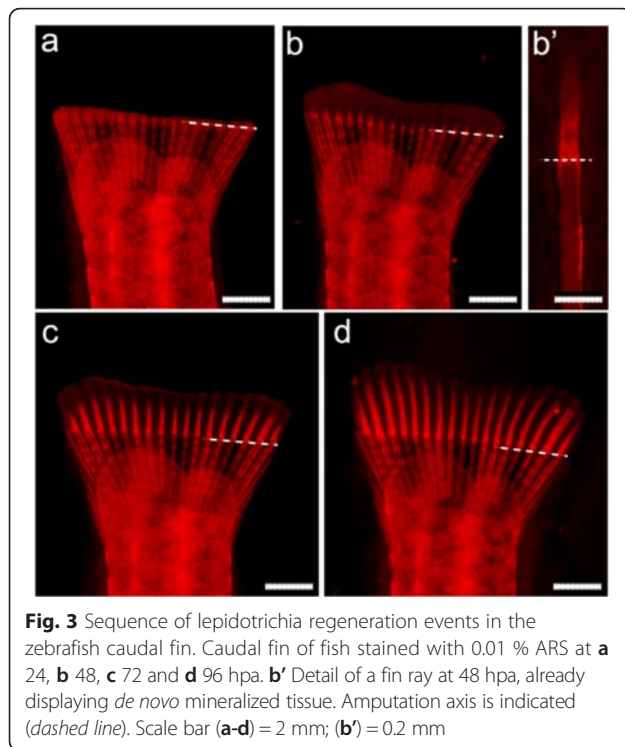 a
b
b'
c
d
Fig. 3 Sequence of lepidotrichia regeneration events in the
zebrafish caudal fin. Caudal fin of fish stained with 0.01 % ARS at a
24, b 48, c 72 and d 96 hpa. b' Detail of a fin ray at 48 hpa, already
displaying de novo mineralized tissue. Amputation axis is indicated
(dashed line). Scale bar (a-d) = 2 mm; (b') = 0.2 mm